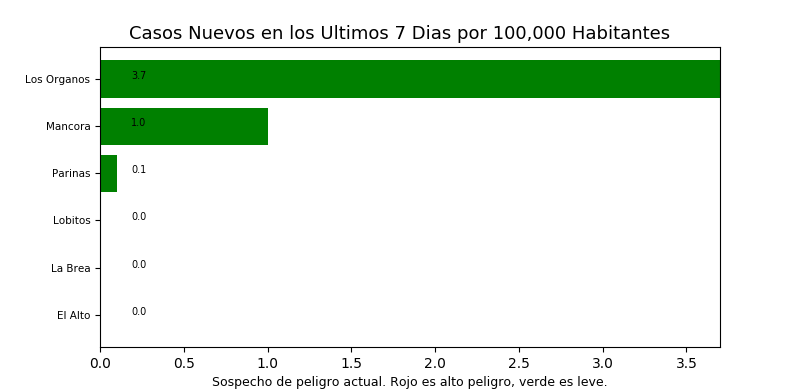 Casos Nuevos en los Ultimos 7 Dias por 100,000 Habitantes
Los Organos 3.7
Mancora 1.0
Parinas 0.1
Lobitos 0.0
La Brea 0.0
El Alto 0.0
0.0 0.5 1.0 1.5 2.0 2.5 3.0 3.5
Sospecho de peligro actual. Rojo es alto peligro, verde es leve.